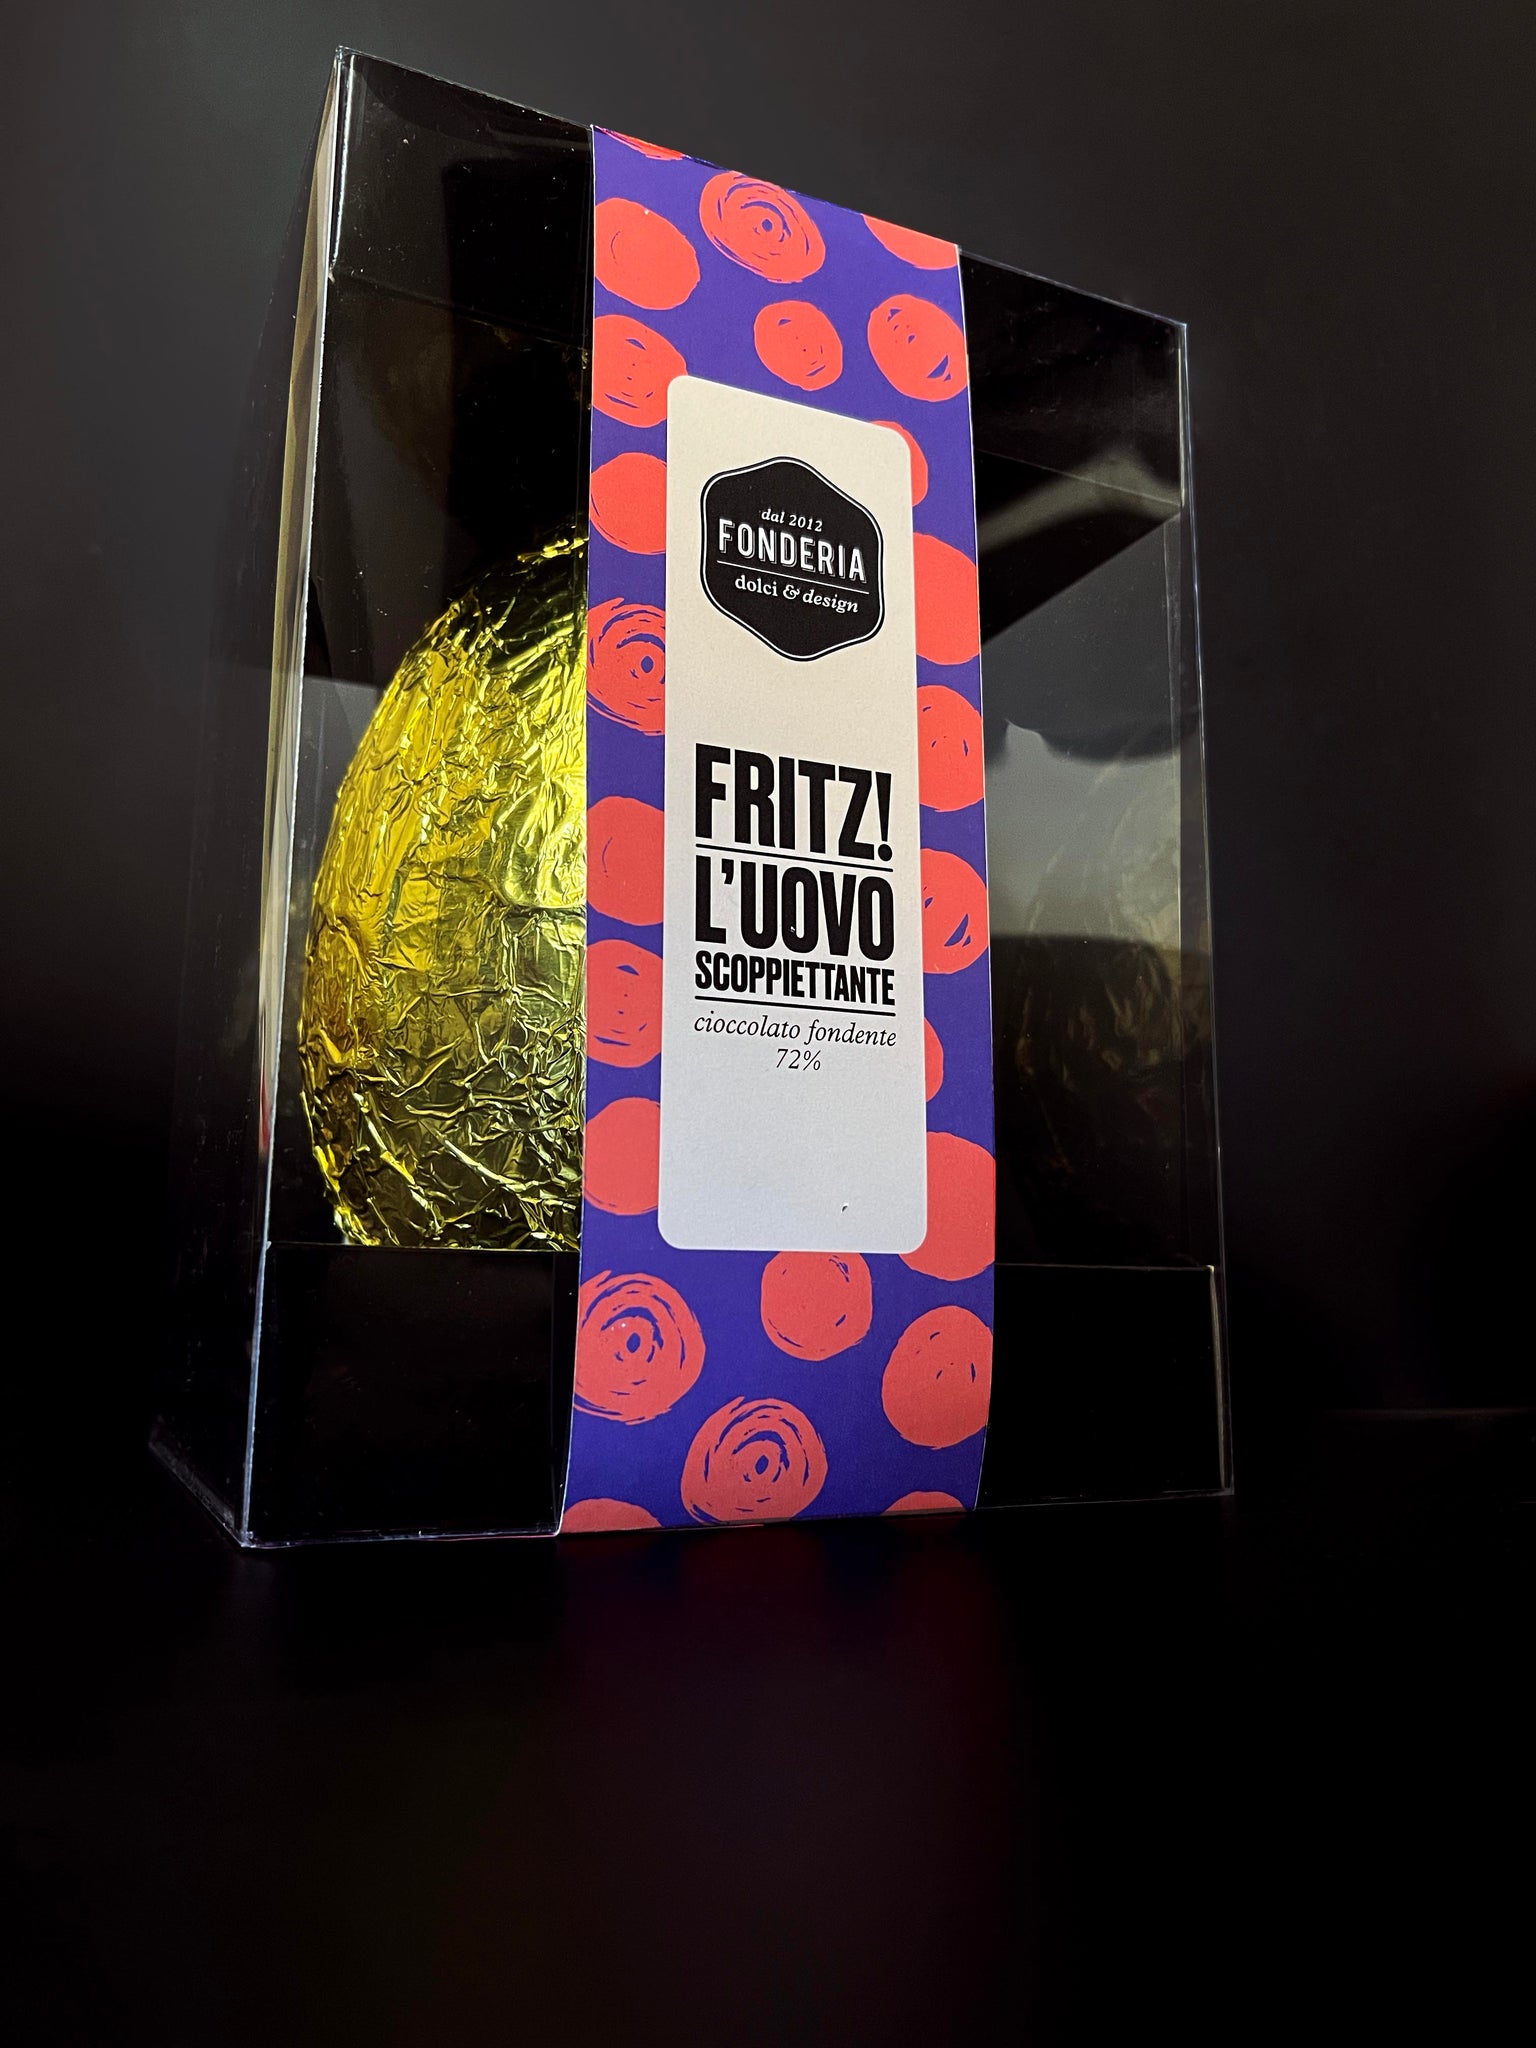 dal 2012
FONDERIA
dolci & design
FRITZ!
L'UOVO
SCOPPIETTANTE
cioccolato fondente
72%